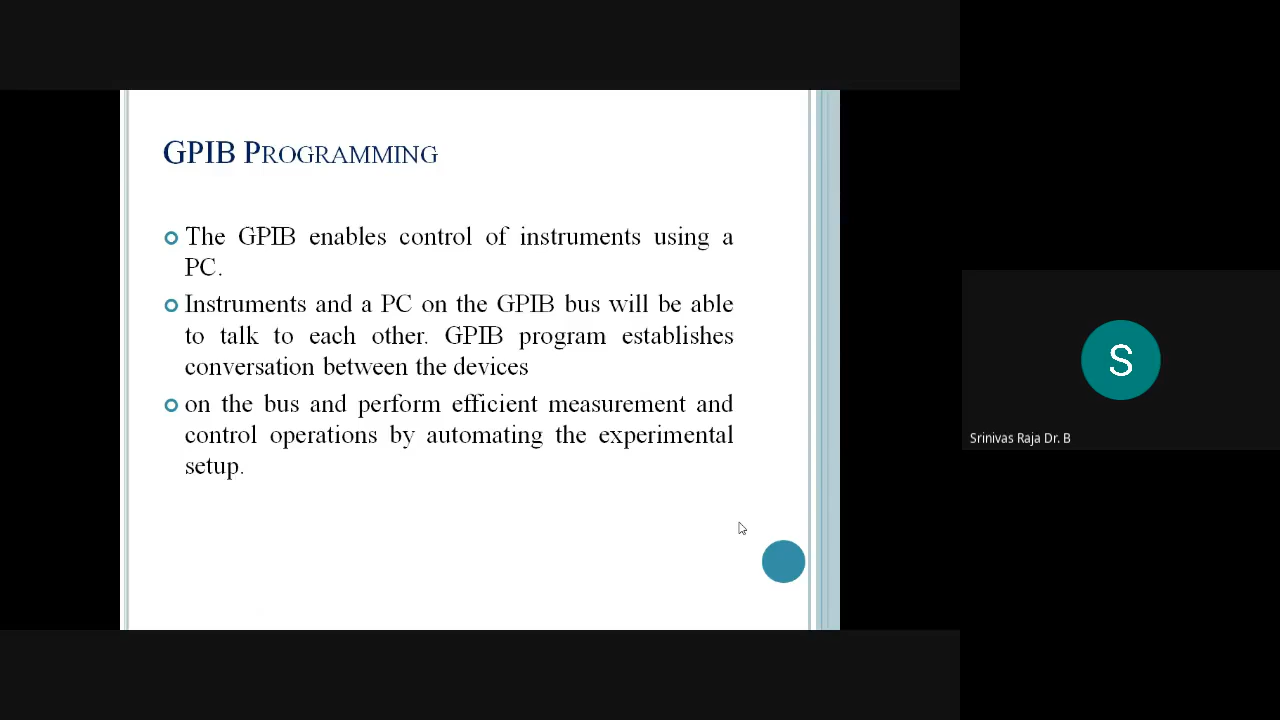 GPIB PROGRAMMING
The GPIB enables control of instruments using a
PC.
Instruments and a PC on the GPIB bus will be able
to talk to each other. GPIB program establishes
conversation between the devices
on the bus and perform efficient measurement and
control operations by automating the experimental
setup.
S
Srinivas Raja Dr. B